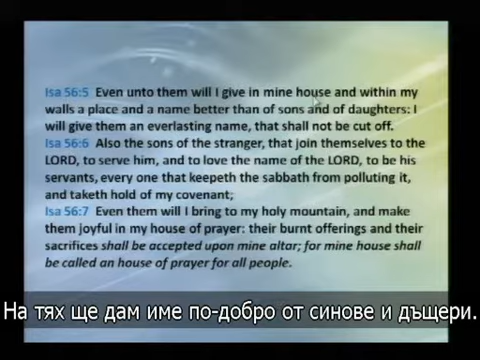 Isa 56:5 Even unto them will I give in mine house and within my
walls a place and a name better than of sons and of daughters: I
will give them an everlasting name, that shall not be cut off.
Isa 56:6 Also the sons of the stranger, that join themselves to the
LORD, to serve him, and to love the name of the LORD, to be his
servants, every one that keepeth the sabbath from polluting it,
and taketh hold of my covenant;
Isa 56:7 Even them will I bring to my holy mountain, and make
them joyful in my house of prayer: their burnt offerings and their
sacrifices shall be accepted upon mine altar; for mine house shall
be called an house of prayer for all people.
На тях ще дам име по-добро от синове и дъщери.